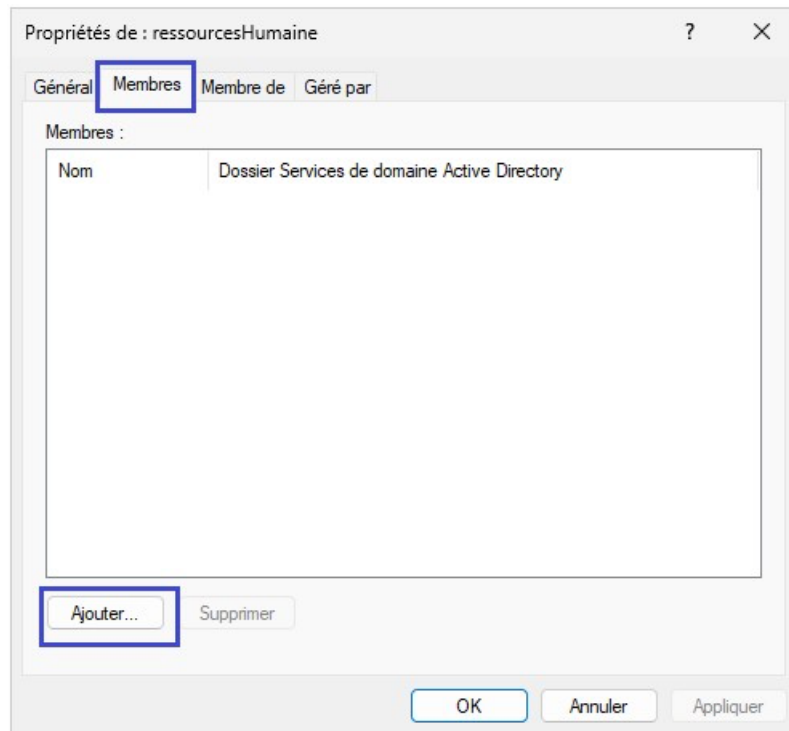 Propriétés de : ressourcesHumaine ? ×
Général Membres Membre de Géré par
Membres :
Nom Dossier Services de domaine Active Directory
Ajouter... Supprimer
OK Annuler Appliquer